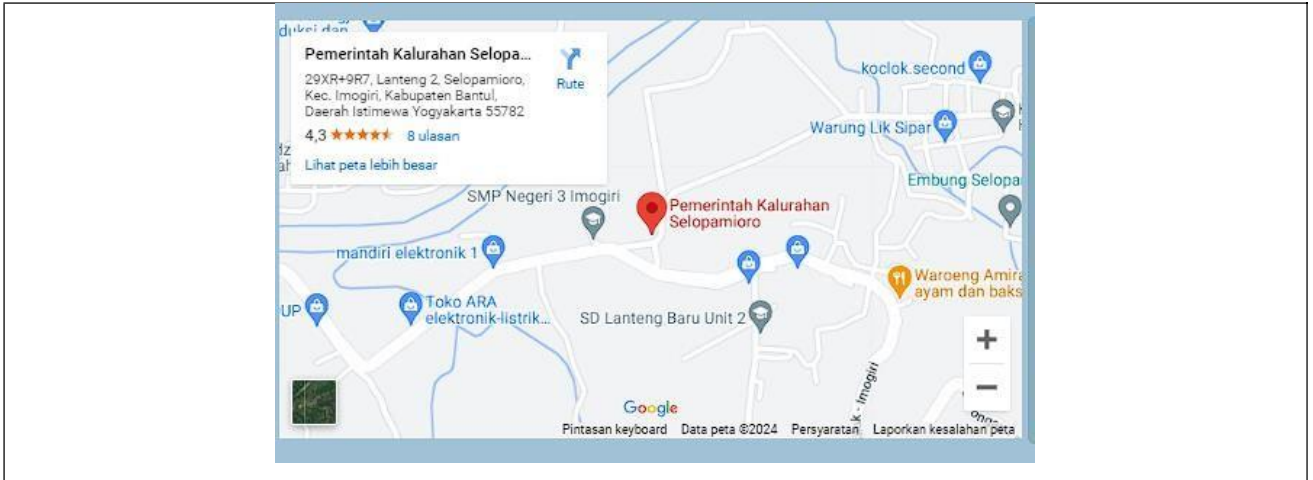 duksi dan
Pemerintah Kalurahan Selopa...
29XR+9R7, Lanteng 2, Selopamioro,
Kec. Imogiri, Kabupaten Bantul,
Daerah Istimewa Yogyakarta 55782
4,3 8 ulasan
Lihat peta lebih besar
Rute
koclok.second
Warung Lik Sipar
Embung Selopa
SMP Negeri 3 Imogiri
Pemerintah Kalurahan
Selopamioro
mandiri elektronik 1
Waroeng Amira
ayam dan baks
UP
Toko ARA
elektronik-listrik...
SD Lanteng Baru Unit 2
k - Imogiri
Google
Pintasan keyboard Data peta ©2024 Persyaratan Laporkan kesalahan peta